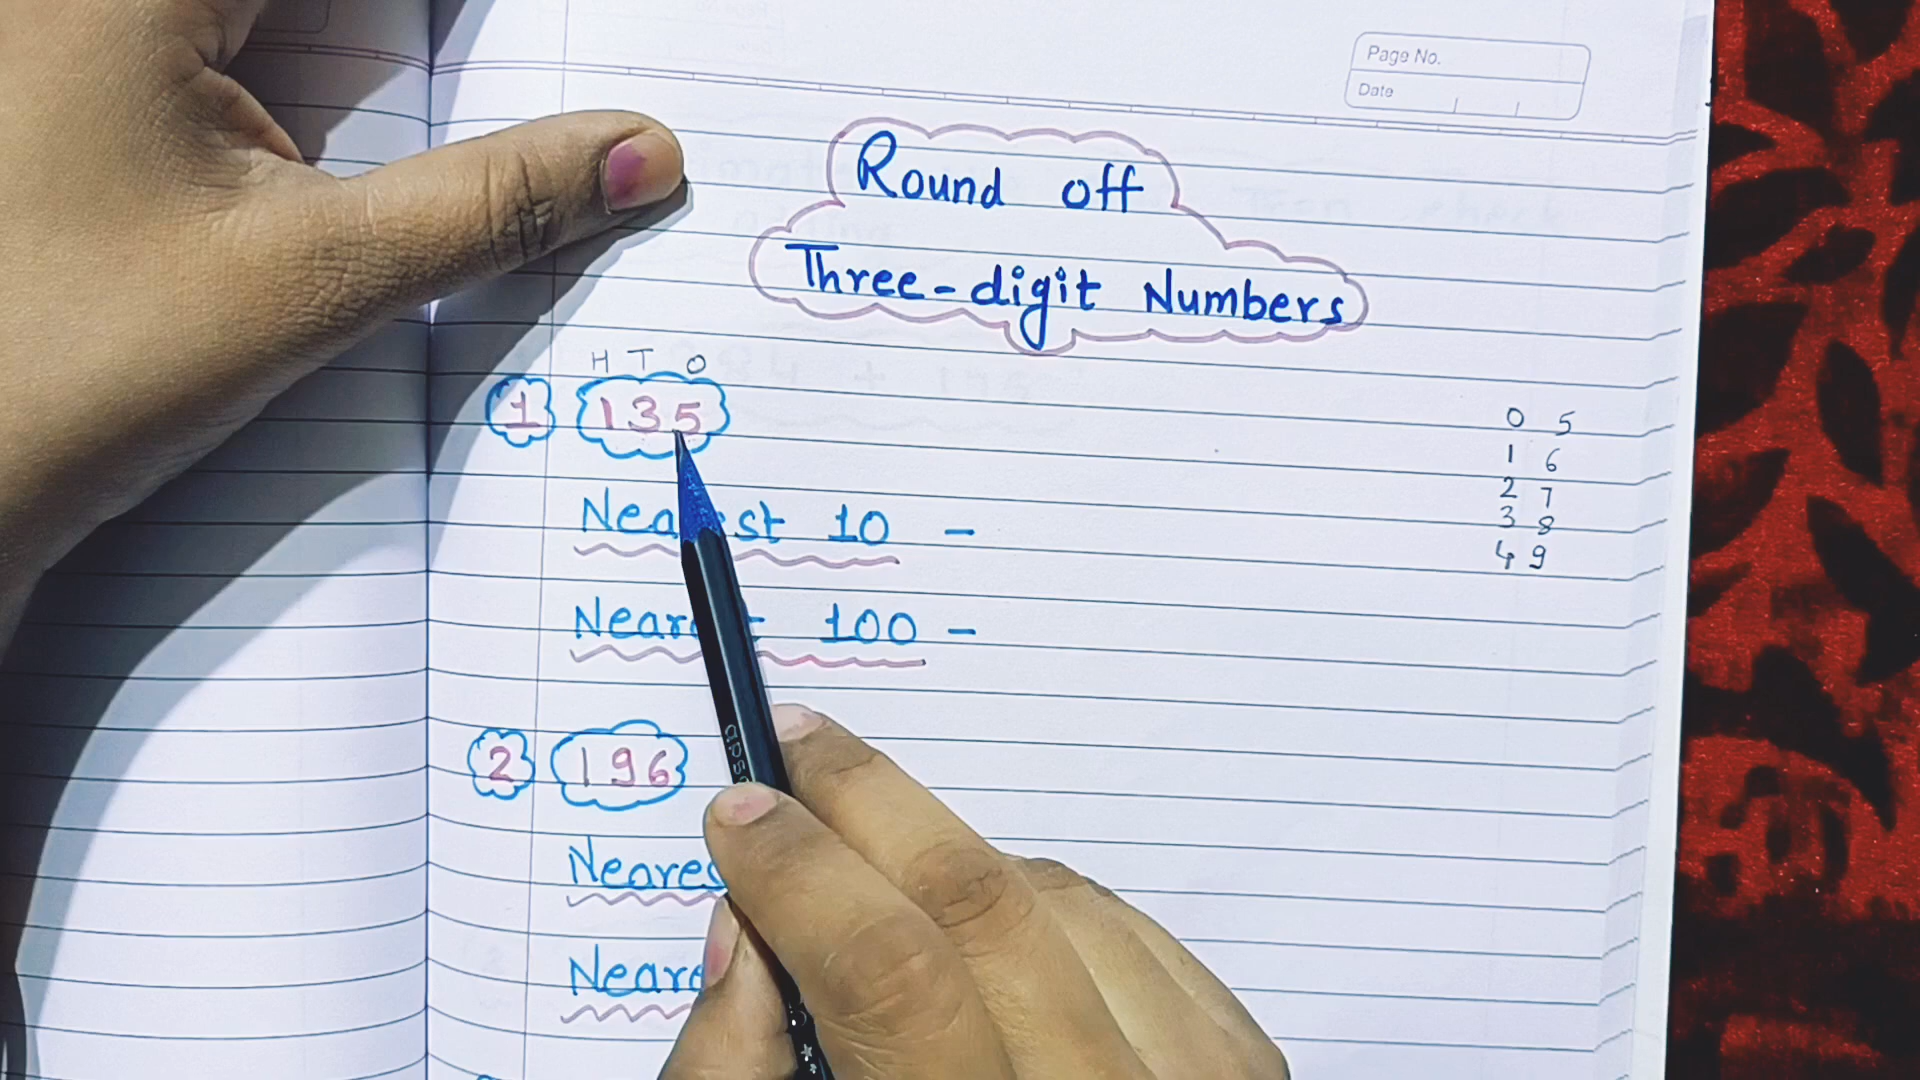 Page No.
Date
Round off
Three-digit Numbers
H T O
1 135
0 5
1 6
2 7
3 8
4 9
Nearest 10 -
Nearest 100 -
2 196